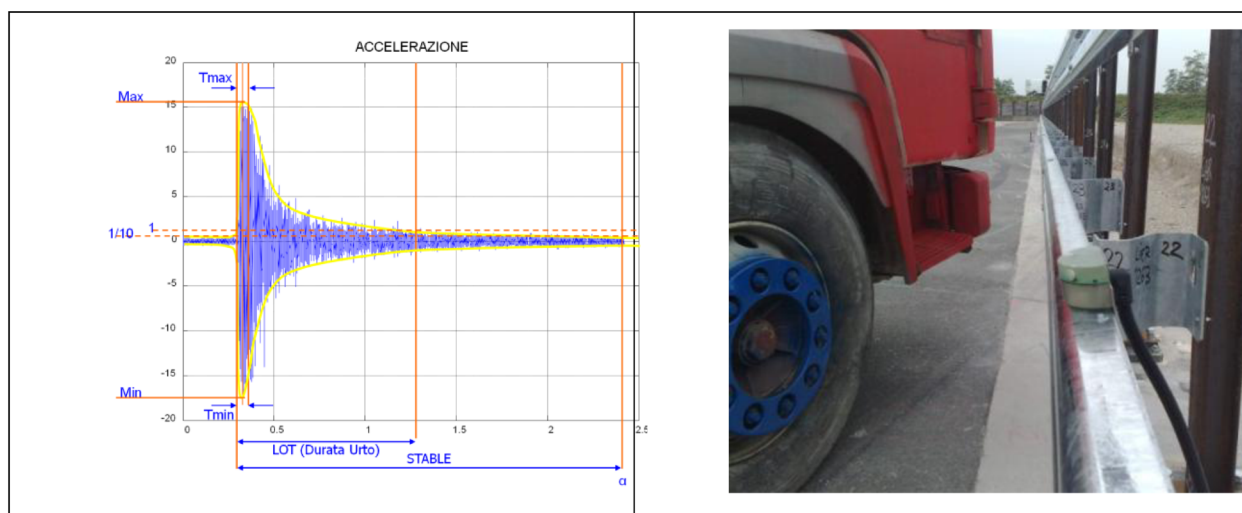 ACCELERAZIONE
20
Tmax
Max
15
10
5
1
1/10
0
-5
-10
-15
Min
Tmin
-20
0
0.5
1
1.5
2
2.5
LOT (Durata Urto)
STABLE
α
22
22